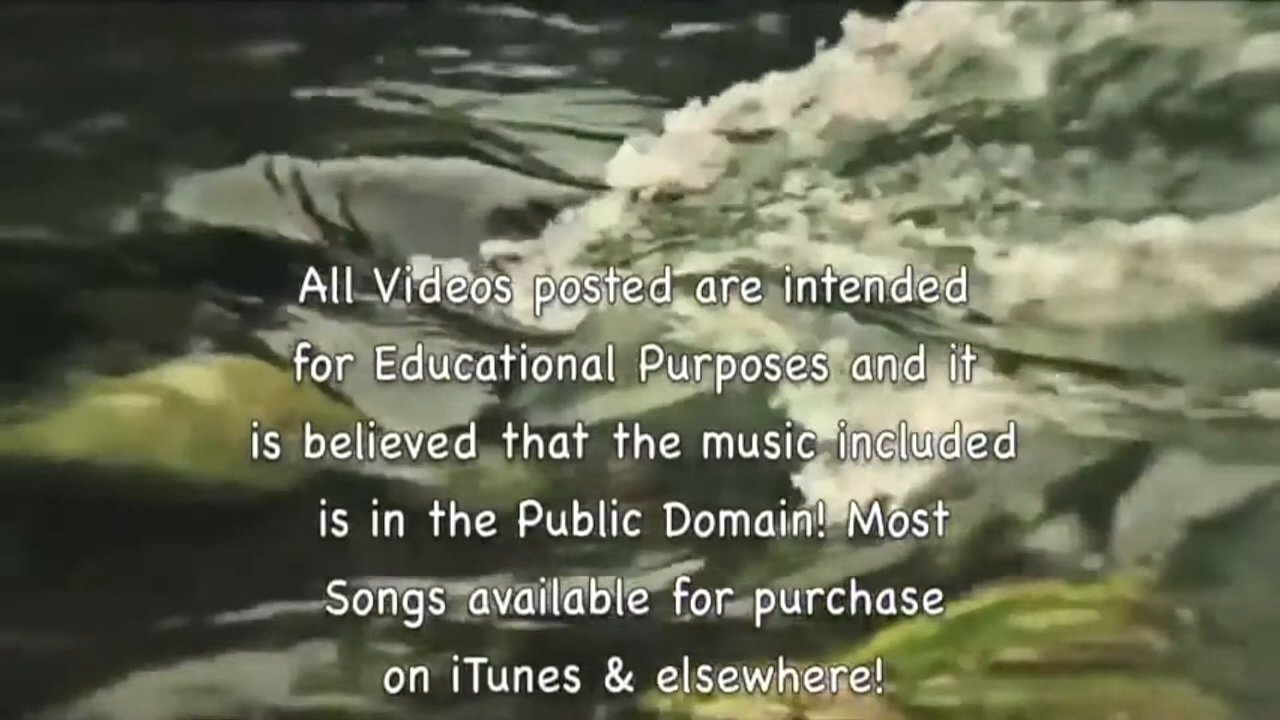 All Videos posted are intended
for Educational Purposes and it
is believed that the music included
is in the Public Domain! Most
Songs available for purchase
on iTunes & elsewhere!